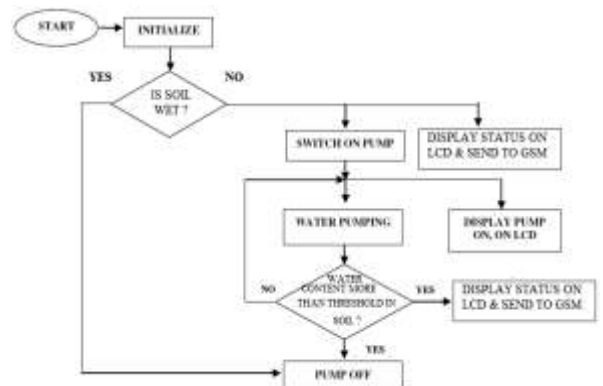 START
INITIALIZE
YES
NO
IS SOIL
WET ?
SWITCH ON PUMP
DISPLAY STATUS ON
LCD & SEND TO GSM
WATER PUMPING
DISPLAY PUMP
ON, ON LCD
NO
WATER
CONTENT MORE
THAN THRESHOLD IN
SOIL ?
YES
DISPLAY STATUS ON
LCD & SEND TO GSM
YES
PUMP OFF